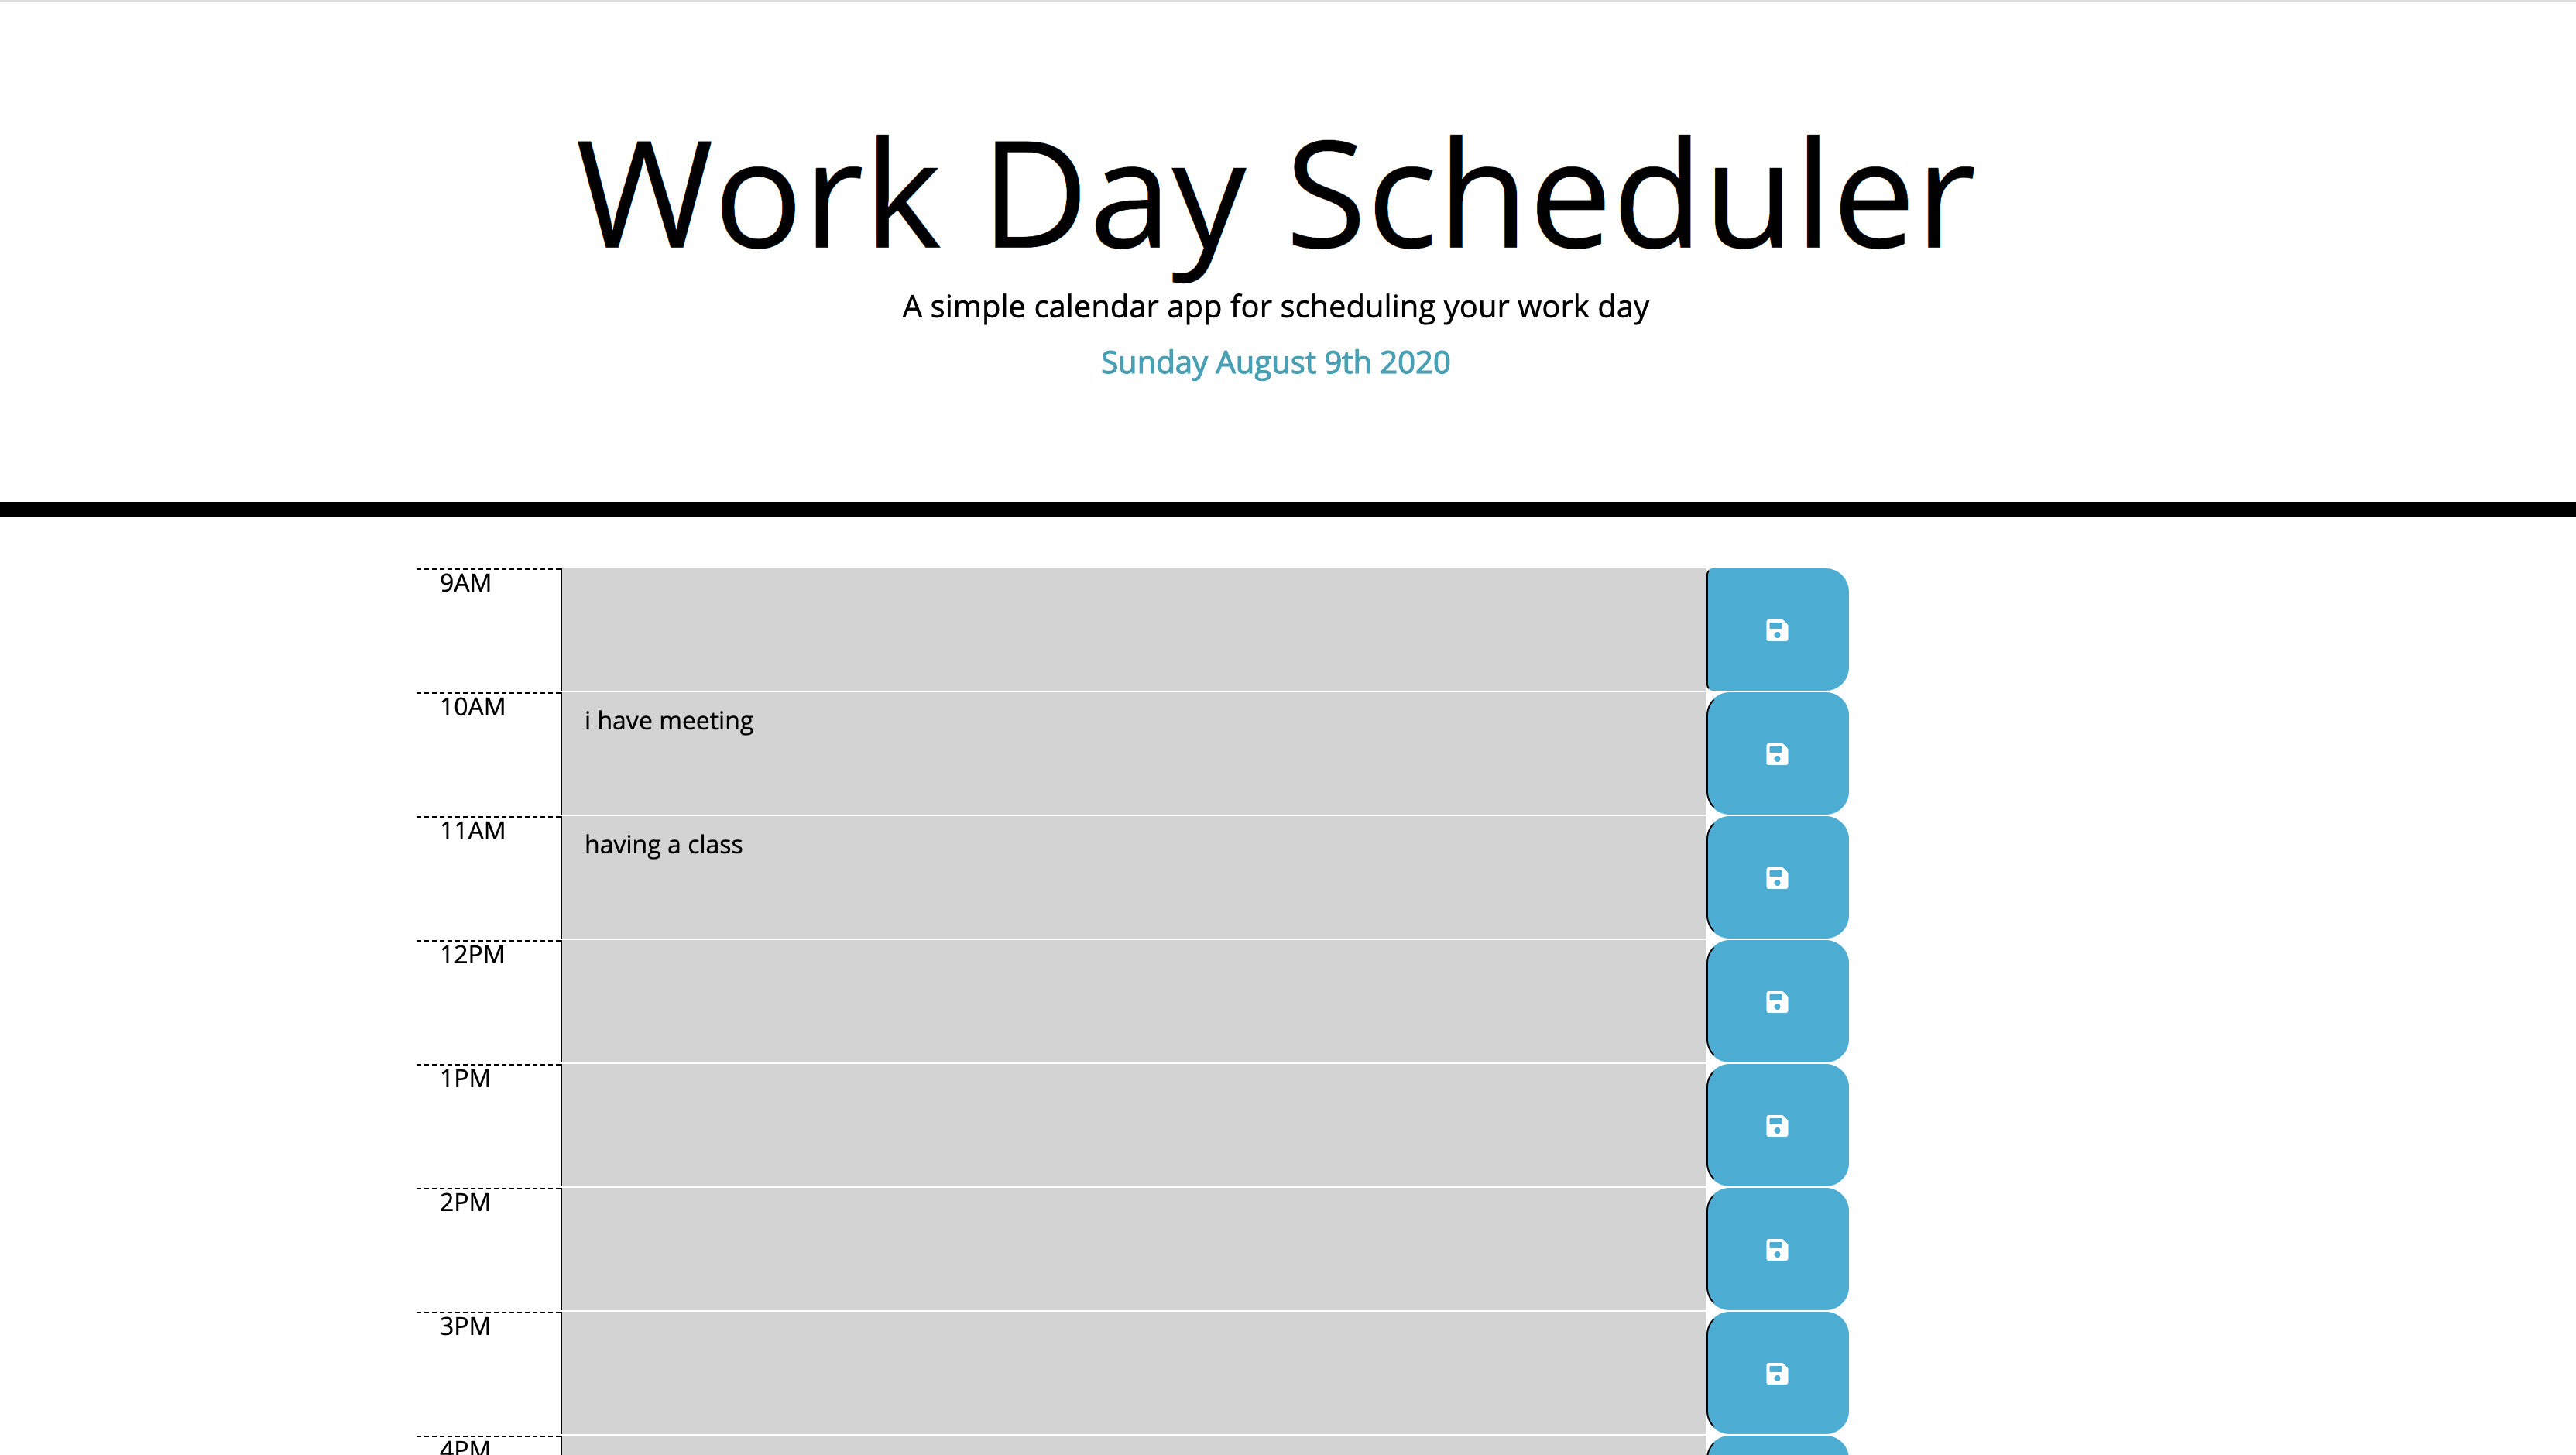 Work Day Scheduler
A simple calendar app for scheduling your work day
Sunday August 9th 2020
9AM
10AM
i have meeting
11AM
having a class
12PM
1PM
2PM
3PM
4PM